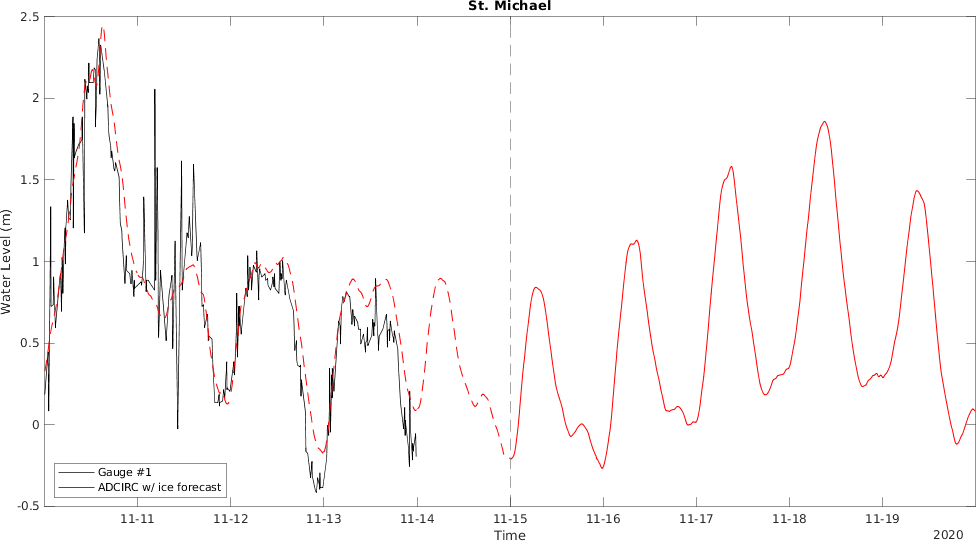 St. Michael
2.5
2
1.5
1
0.5
0
-0.5
Water Level (m)
Gauge #1
ADCIRC w/ ice forecast
11-11 11-12 11-13 11-14 11-15 11-16 11-17 11-18 11-19
Time
2020